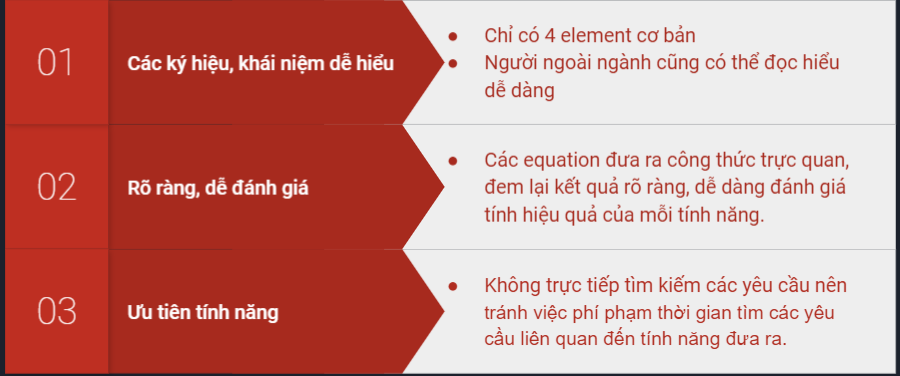 01
Các ký hiệu, khái niệm dễ hiểu
● Chỉ có 4 element cơ bản
● Người ngoài ngành cũng có thể đọc hiểu
dễ dàng
02
Rõ ràng, dễ đánh giá
● Các equation đưa ra công thức trực quan,
đem lại kết quả rõ ràng, dễ dàng đánh giá
tính hiệu quả của mỗi tính năng.
03
Ưu tiên tính năng
● Không trực tiếp tìm kiếm các yêu cầu nên
tránh việc phí phạm thời gian tìm các yêu
cầu liên quan đến tính năng đưa ra.